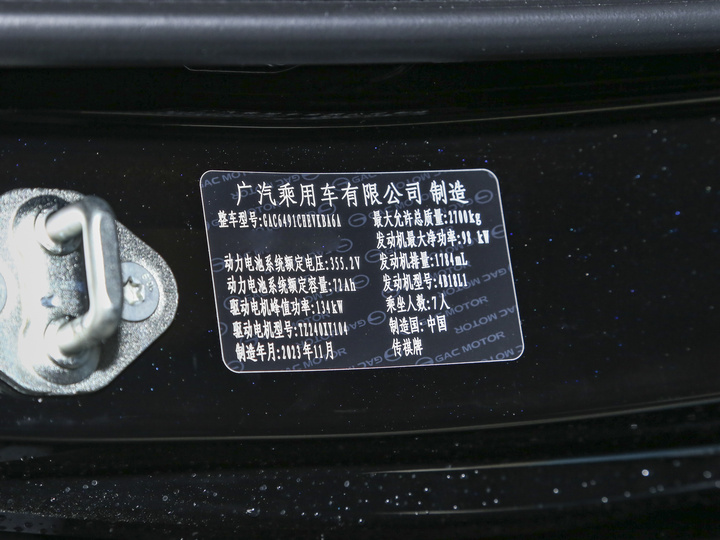 广汽乘用车有限公司 制造
整车型号:GAC6491CHEVXBA6A 最大允许总质量:2700kg
发动机最大净功率:98 kW
动力电池系统额定电压:355.2V 发动机排量:1704mL
动力电池系统额定容量:72Ah 发动机型号:4B18L1
驱动电机峰值功率:134kW 乘坐人数:7人
驱动电机型号:TZ240XY104 制造国: 中国
制造年月:2023年11月 传祺牌
GAC MOTOR